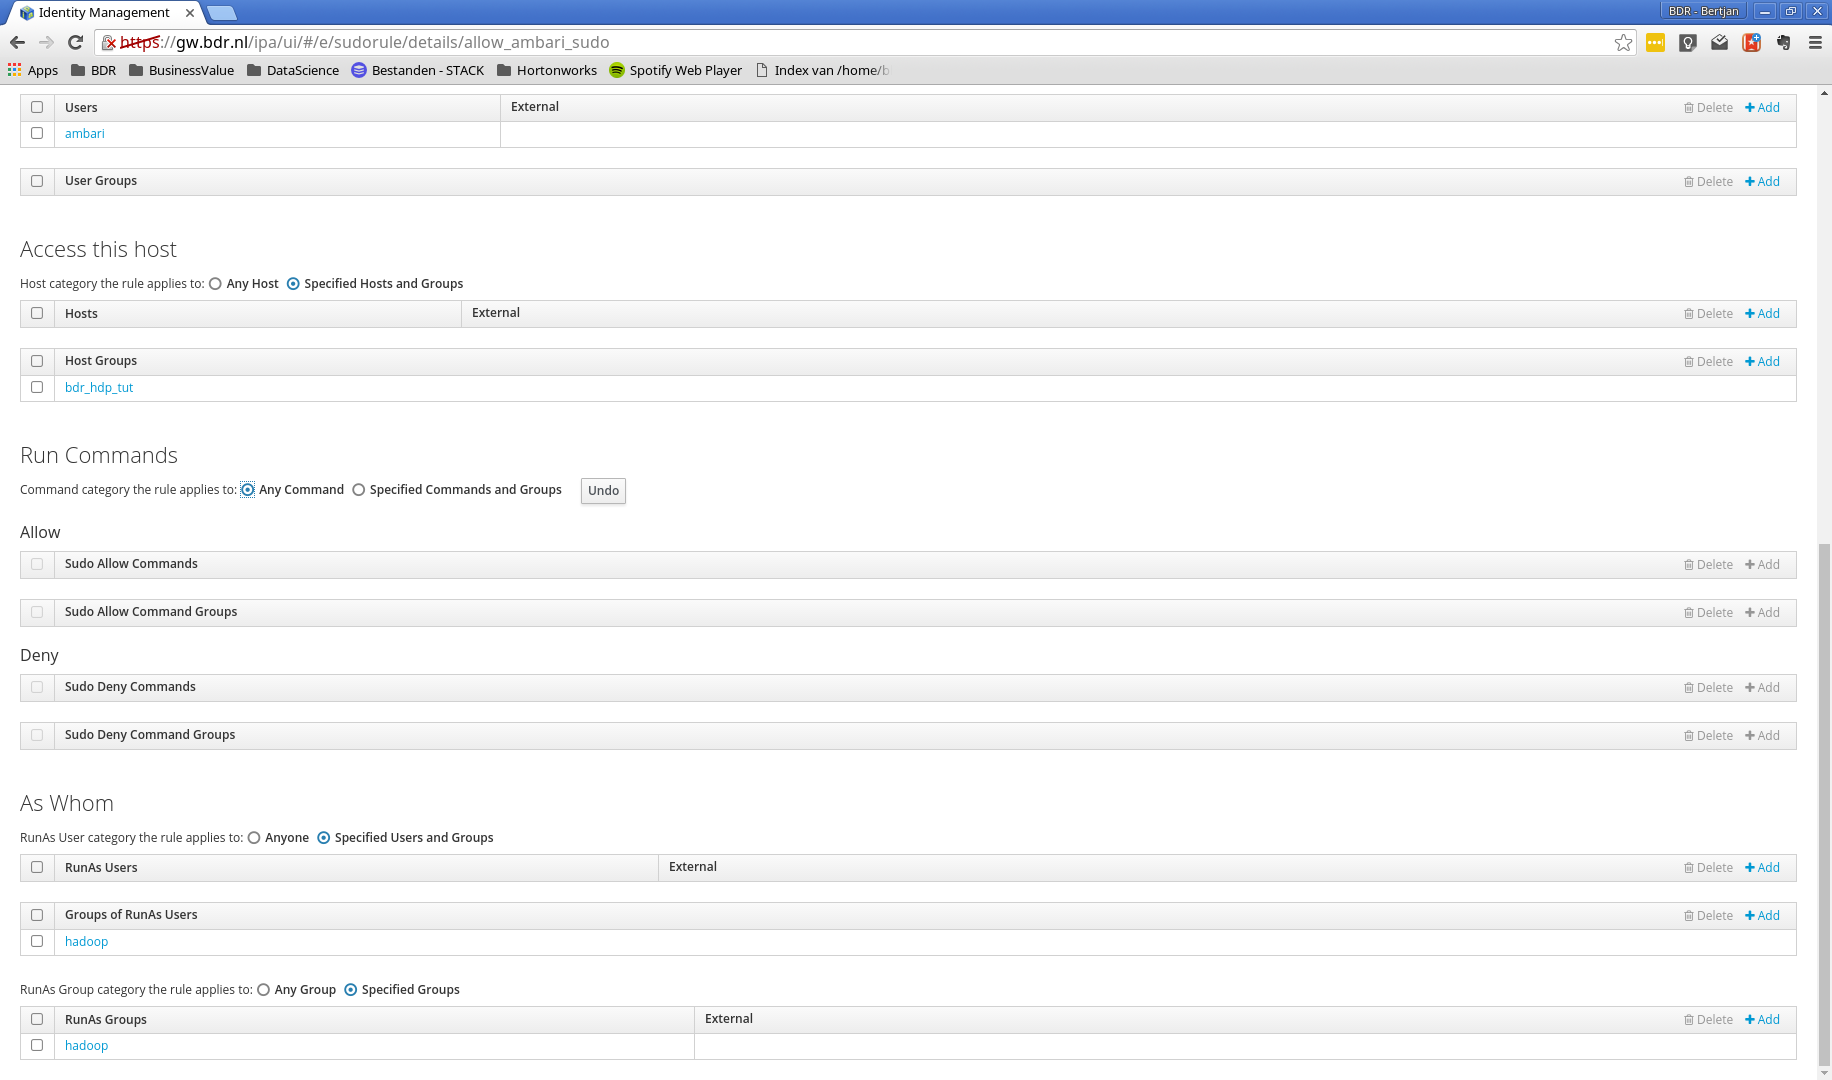 Identity Management
BDR - Bertjan
https://gw.bdr.nl/ipa/ui/#/e/sudorule/details/allow_ambari_sudo
Apps BDR BusinessValue DataScience Bestanden - STACK Hortonworks Spotify Web Player Index van /home/b
Users External Delete Add
ambari
User Groups Delete Add
Access this host
Host category the rule applies to: Any Host Specified Hosts and Groups
Hosts External Delete Add
Host Groups Delete Add
bdr_hdp_tut
Run Commands
Command category the rule applies to: Any Command Specified Commands and Groups Undo
Allow
Sudo Allow Commands Delete Add
Sudo Allow Command Groups Delete Add
Deny
Sudo Deny Commands Delete Add
Sudo Deny Command Groups Delete Add
As Whom
RunAs User category the rule applies to: Anyone Specified Users and Groups
RunAs Users External Delete Add
Groups of RunAs Users Delete Add
hadoop
RunAs Group category the rule applies to: Any Group Specified Groups
RunAs Groups External Delete Add
hadoop